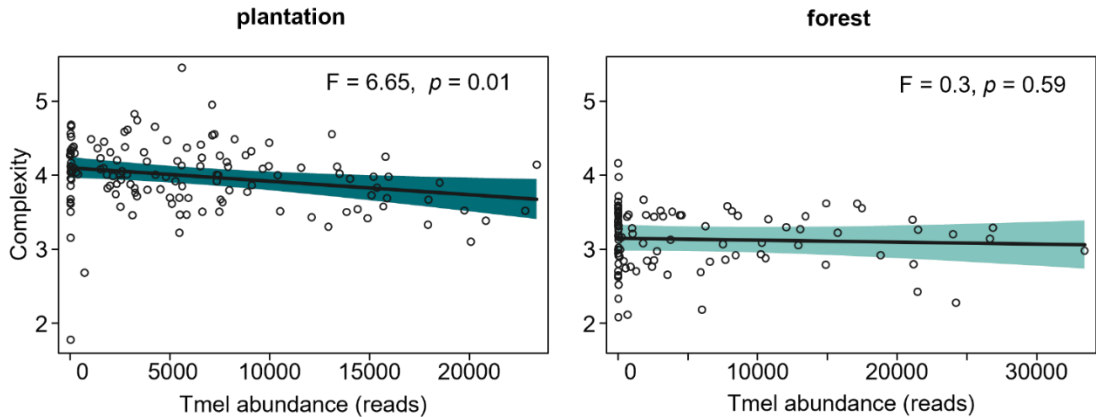 plantation
forest
F = 6.65, p = 0.01
F = 0.3, p = 0.59
Complexity
5
4
3
2
5
4
3
2
0 5000 10000 15000 20000
0 10000 20000 30000
Tmel abundance (reads)
Tmel abundance (reads)